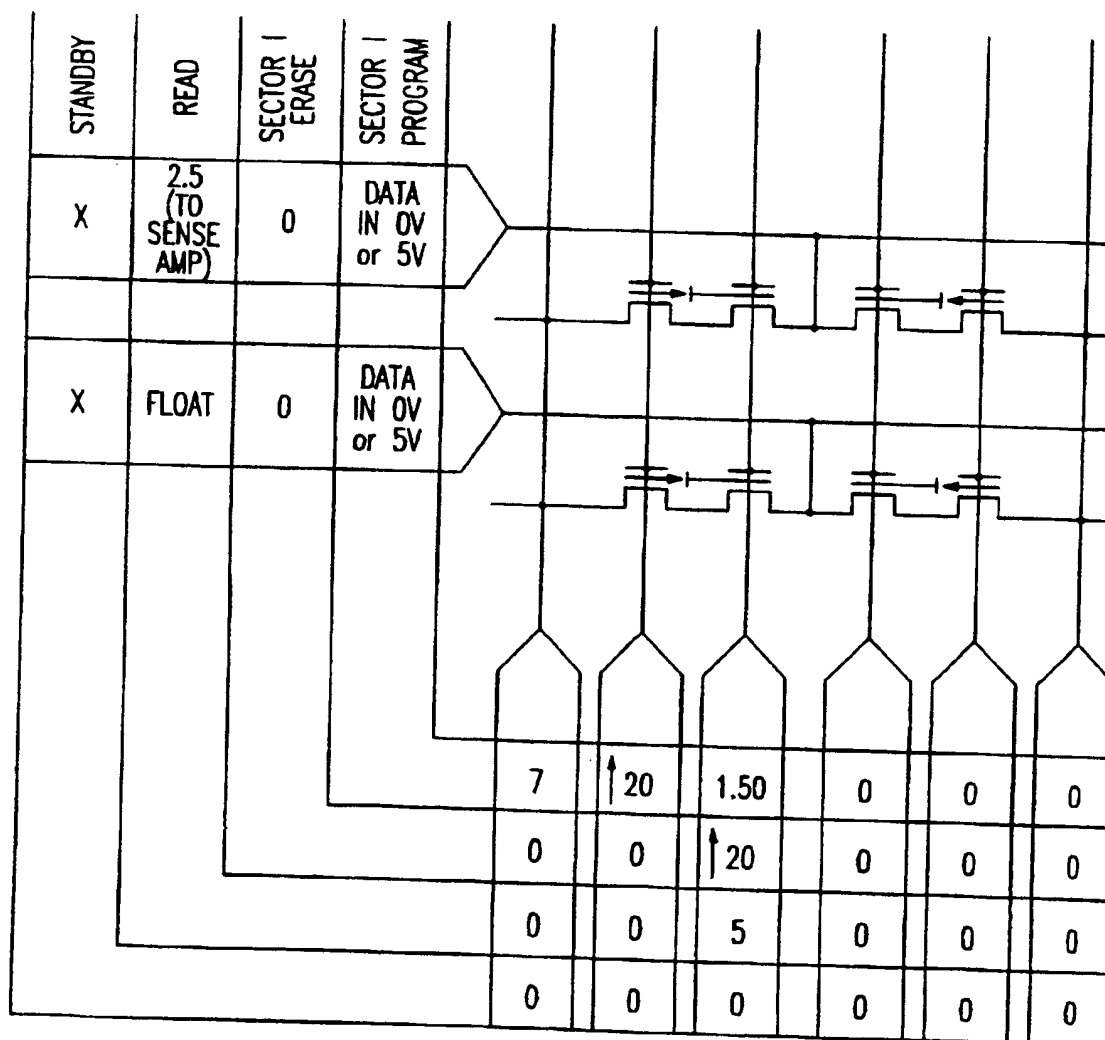 STANDBY
READ
SECTOR I
ERASE
SECTOR I
PROGRAM
X
2.5
(TO
SENSE
AMP)
0
DATA
IN 0V
or 5V
X
FLOAT
0
DATA
IN 0V
or 5V
7 ↑20 1.50 0 0 0
0 0 ↑20 0 0 0
0 0 5 0 0 0
0 0 0 0 0 0